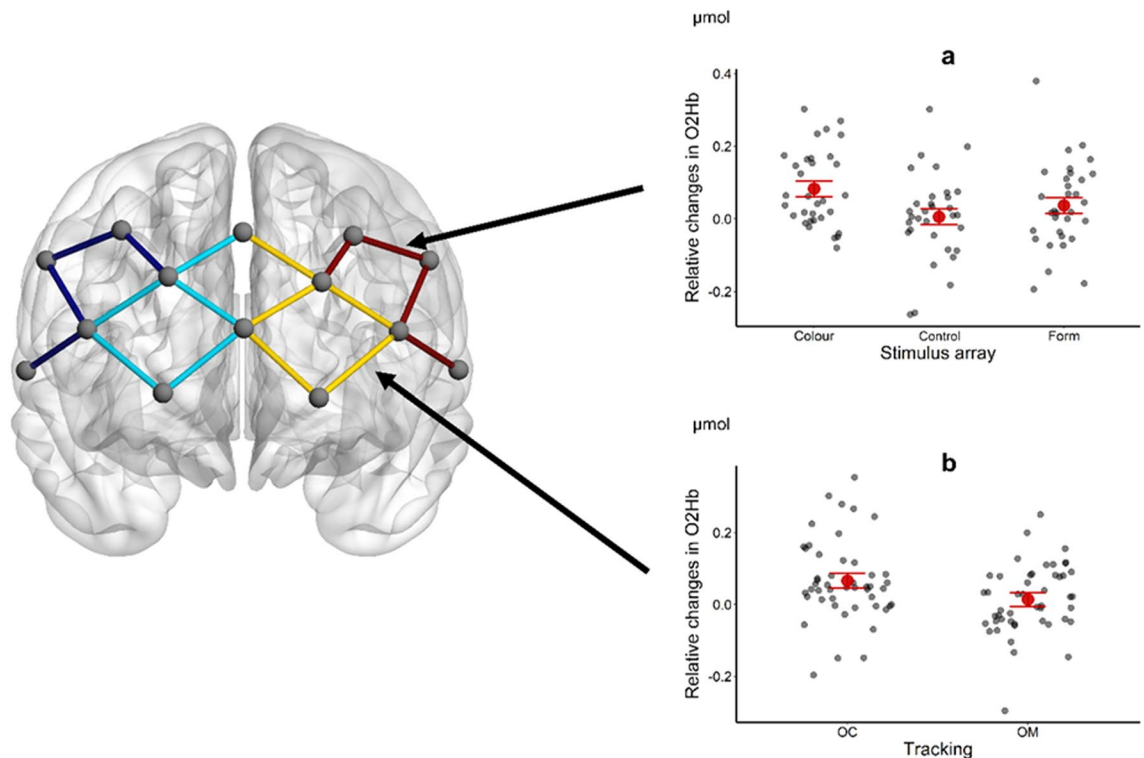 µmol
a
Relative changes in O2Hb
0.4
0.2
0.0
-0.2
Colour Control Form
Stimulus array
µmol
b
Relative changes in O2Hb
0.2
0.0
-0.2
OC OM
Tracking